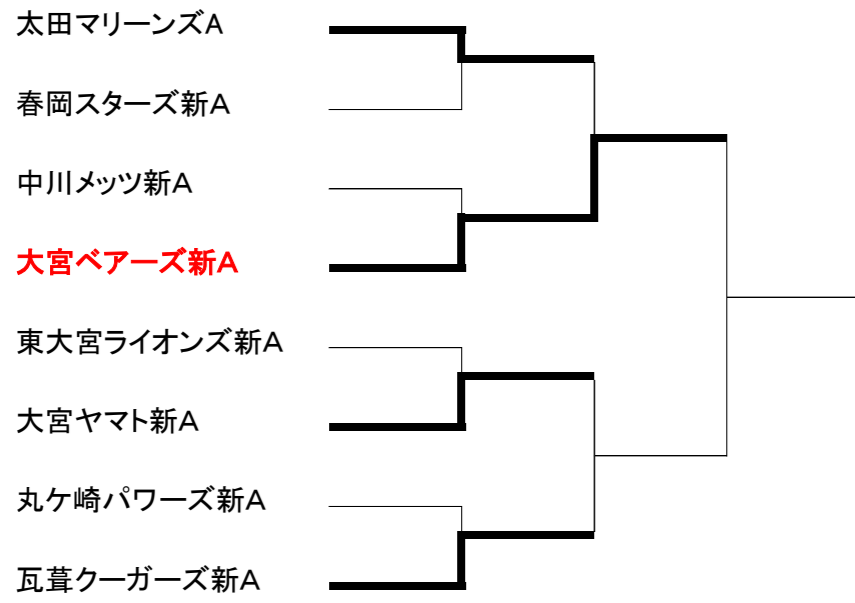 太田マリーンズA
春岡スターズ新A
中川メッツ新A
大宮ベアーズ新A
東大宮ライオンズ新A
大宮ヤマト新A
丸ケ崎パワーズ新A
瓦葺クーガーズ新A